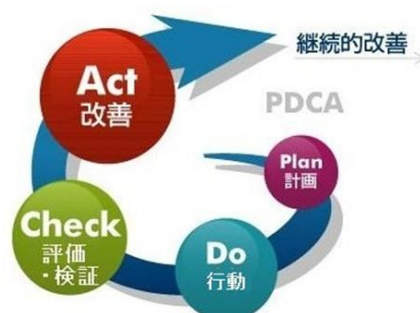 継続的改善
PDCA
Act
改善
Plan
計画
Check
評価
・検証
Do
行動